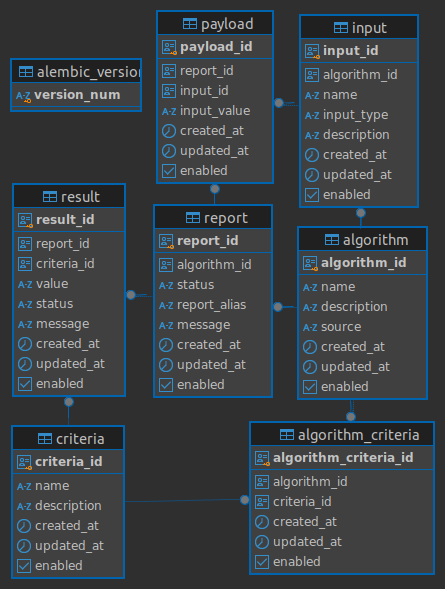 payload
payload_id
report_id
input_id
input_value
created_at
updated_at
enabled
input
input_id
algorithm_id
name
input_type
description
created_at
updated_at
enabled
alembic_version
version_num
result
result_id
report_id
criteria_id
value
status
message
created_at
updated_at
enabled
report
report_id
algorithm_id
status
report_alias
message
created_at
updated_at
enabled
algorithm
algorithm_id
name
description
source
created_at
updated_at
enabled
criteria
criteria_id
name
description
created_at
updated_at
enabled
algorithm_criteria
algorithm_criteria_id
algorithm_id
criteria_id
created_at
updated_at
enabled